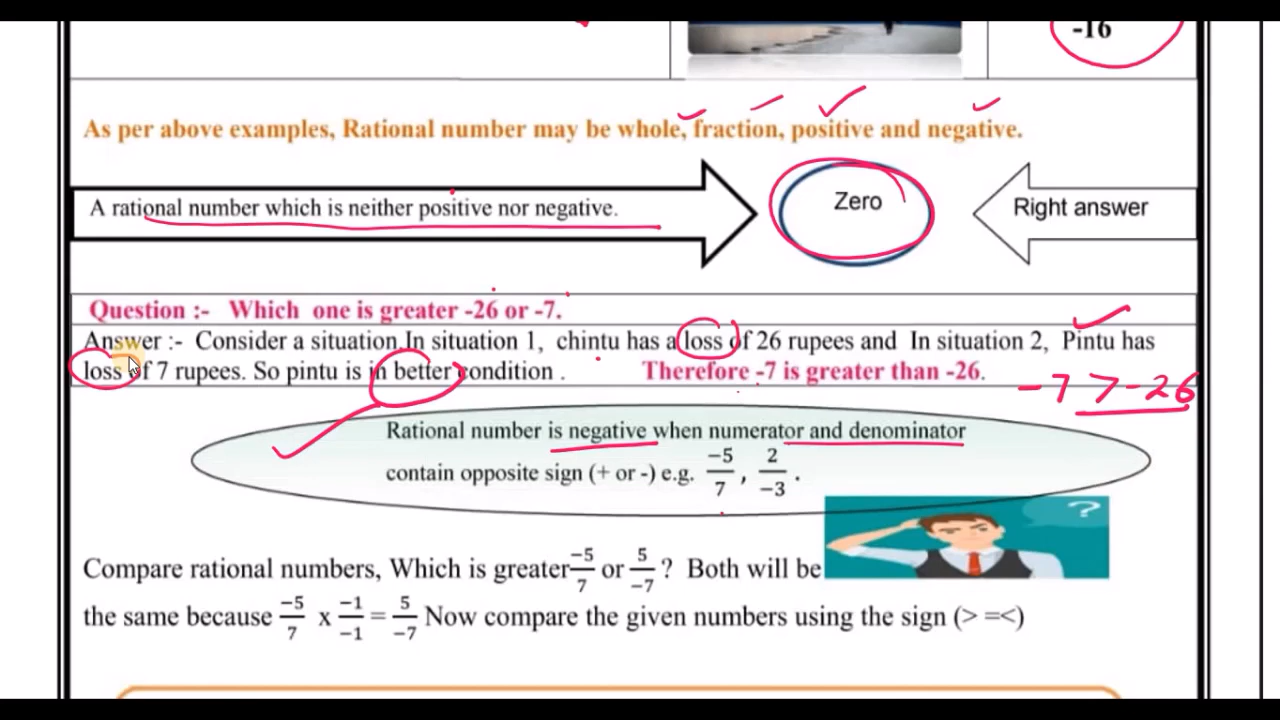 -16
As per above examples, Rational number may be whole, fraction, positive and negative.
A rational number which is neither positive nor negative.
Zero
Right answer
Question :- Which one is greater -26 or -7.
Answer :- Consider a situation In situation 1, chintu has a loss of 26 rupees and In situation 2, Pintu has
loss of 7 rupees. So pintu is in better condition . Therefore -7 is greater than -26.
-7 > -26
Rational number is negative when numerator and denominator
contain opposite sign (+ or -) e.g. −5/7 , 2/−3 .
?
Compare rational numbers, Which is greater −5/7 or 5/−7 ? Both will be
the same because −5/7 x −1/−1 = 5/−7 Now compare the given numbers using the sign (> =<)